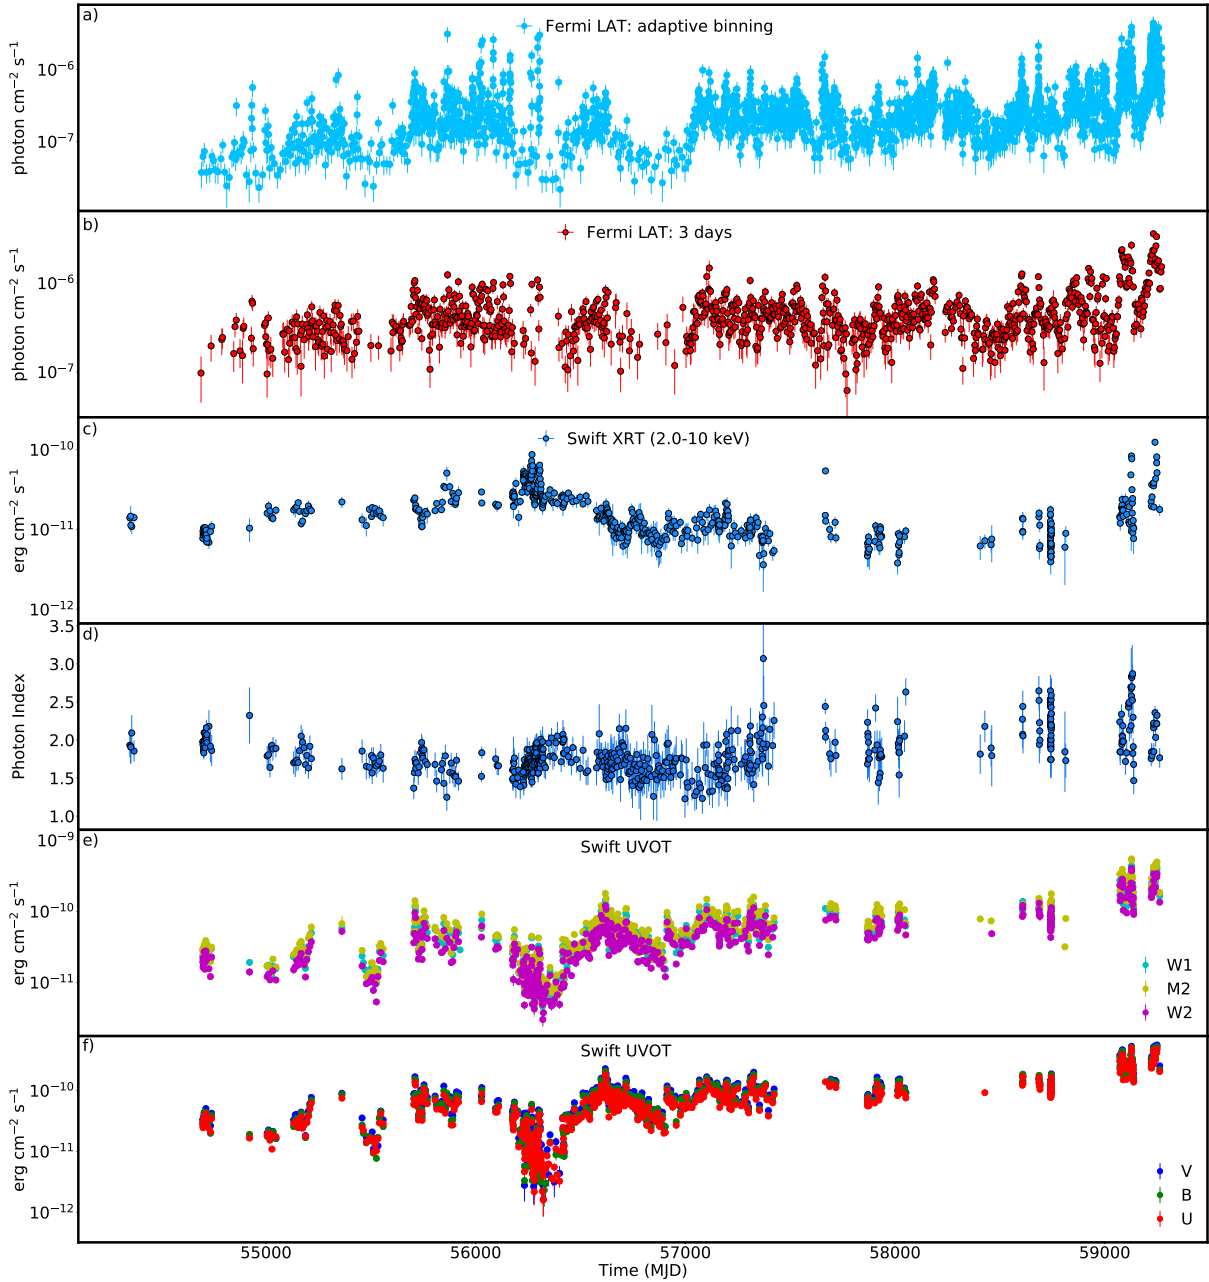 a)
Fermi LAT: adaptive binning
photon cm⁻² s⁻¹
10⁻⁶
10⁻⁷
b)
Fermi LAT: 3 days
photon cm⁻² s⁻¹
10⁻⁶
10⁻⁷
c)
Swift XRT (2.0-10 keV)
erg cm⁻² s⁻¹
10⁻¹⁰
10⁻¹¹
10⁻¹²
d)
Photon Index
3.5
3.0
2.5
2.0
1.5
1.0
e)
Swift UVOT
erg cm⁻² s⁻¹
10⁻⁹
10⁻¹⁰
10⁻¹¹
W1
M2
W2
f)
Swift UVOT
erg cm⁻² s⁻¹
10⁻¹⁰
10⁻¹¹
10⁻¹²
V
B
U
55000 56000 57000 58000 59000
Time (MJD)